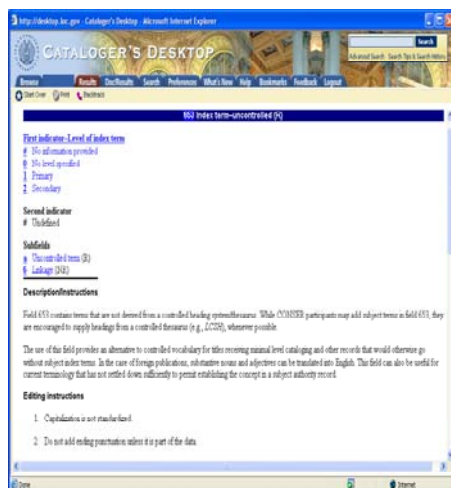 http://desktop.loc.gov - Cataloger's Desktop - Microsoft Internet Explorer
CATALOGER'S DESKTOP
Search
Advanced Search Search Tips & Search History
Browse Results Doc/Results Search Preferences What's New Help Bookmarks Feedback Logout
Start Over Print Backtrack
653 Index term-uncontrolled (R)
First indicator-Level of index term
# No information provided
0 No level specified
1 Primary
2 Secondary
Second indicator
# Undefined
Subfields
a Uncontrolled term (R)
6 Linkage (NR)
Description/Instructions
Field 653 contains terms that are not derived from a controlled heading system/thesaurus. While CONSER participants may add subject terms in field 653, they
are encouraged to supply headings from a controlled thesaurus (e.g., LCSH), whenever possible.
The use of this field provides an alternative to controlled vocabulary for titles receiving minimal level cataloging and other records that would otherwise go
without subject index terms. In the case of foreign publications, substantive nouns and adjectives can be translated into English. This field can also be useful for
current terminology that has not settled down sufficiently to permit establishing the concept in a subject authority record.
Editing instructions
1. Capitalization is not standardized.
2. Do not add ending punctuation unless it is part of the data.
Done
Internet